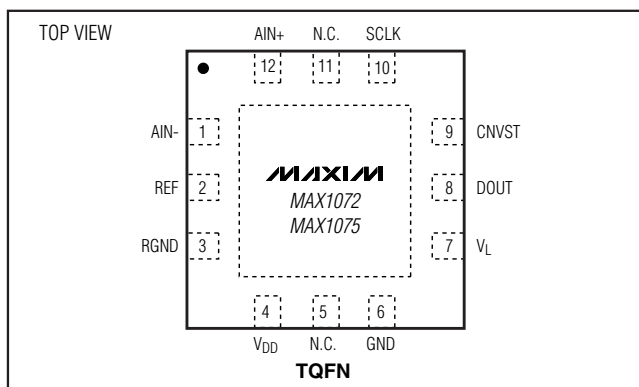 TOP VIEW
AIN+ N.C. SCLK
12 11 10
AIN- 1 9 CNVST
REF 2 8 DOUT
RGND 3 7 VL
MAXIM
MAX1072
MAX1075
4 5 6
VDD N.C. GND
TQFN